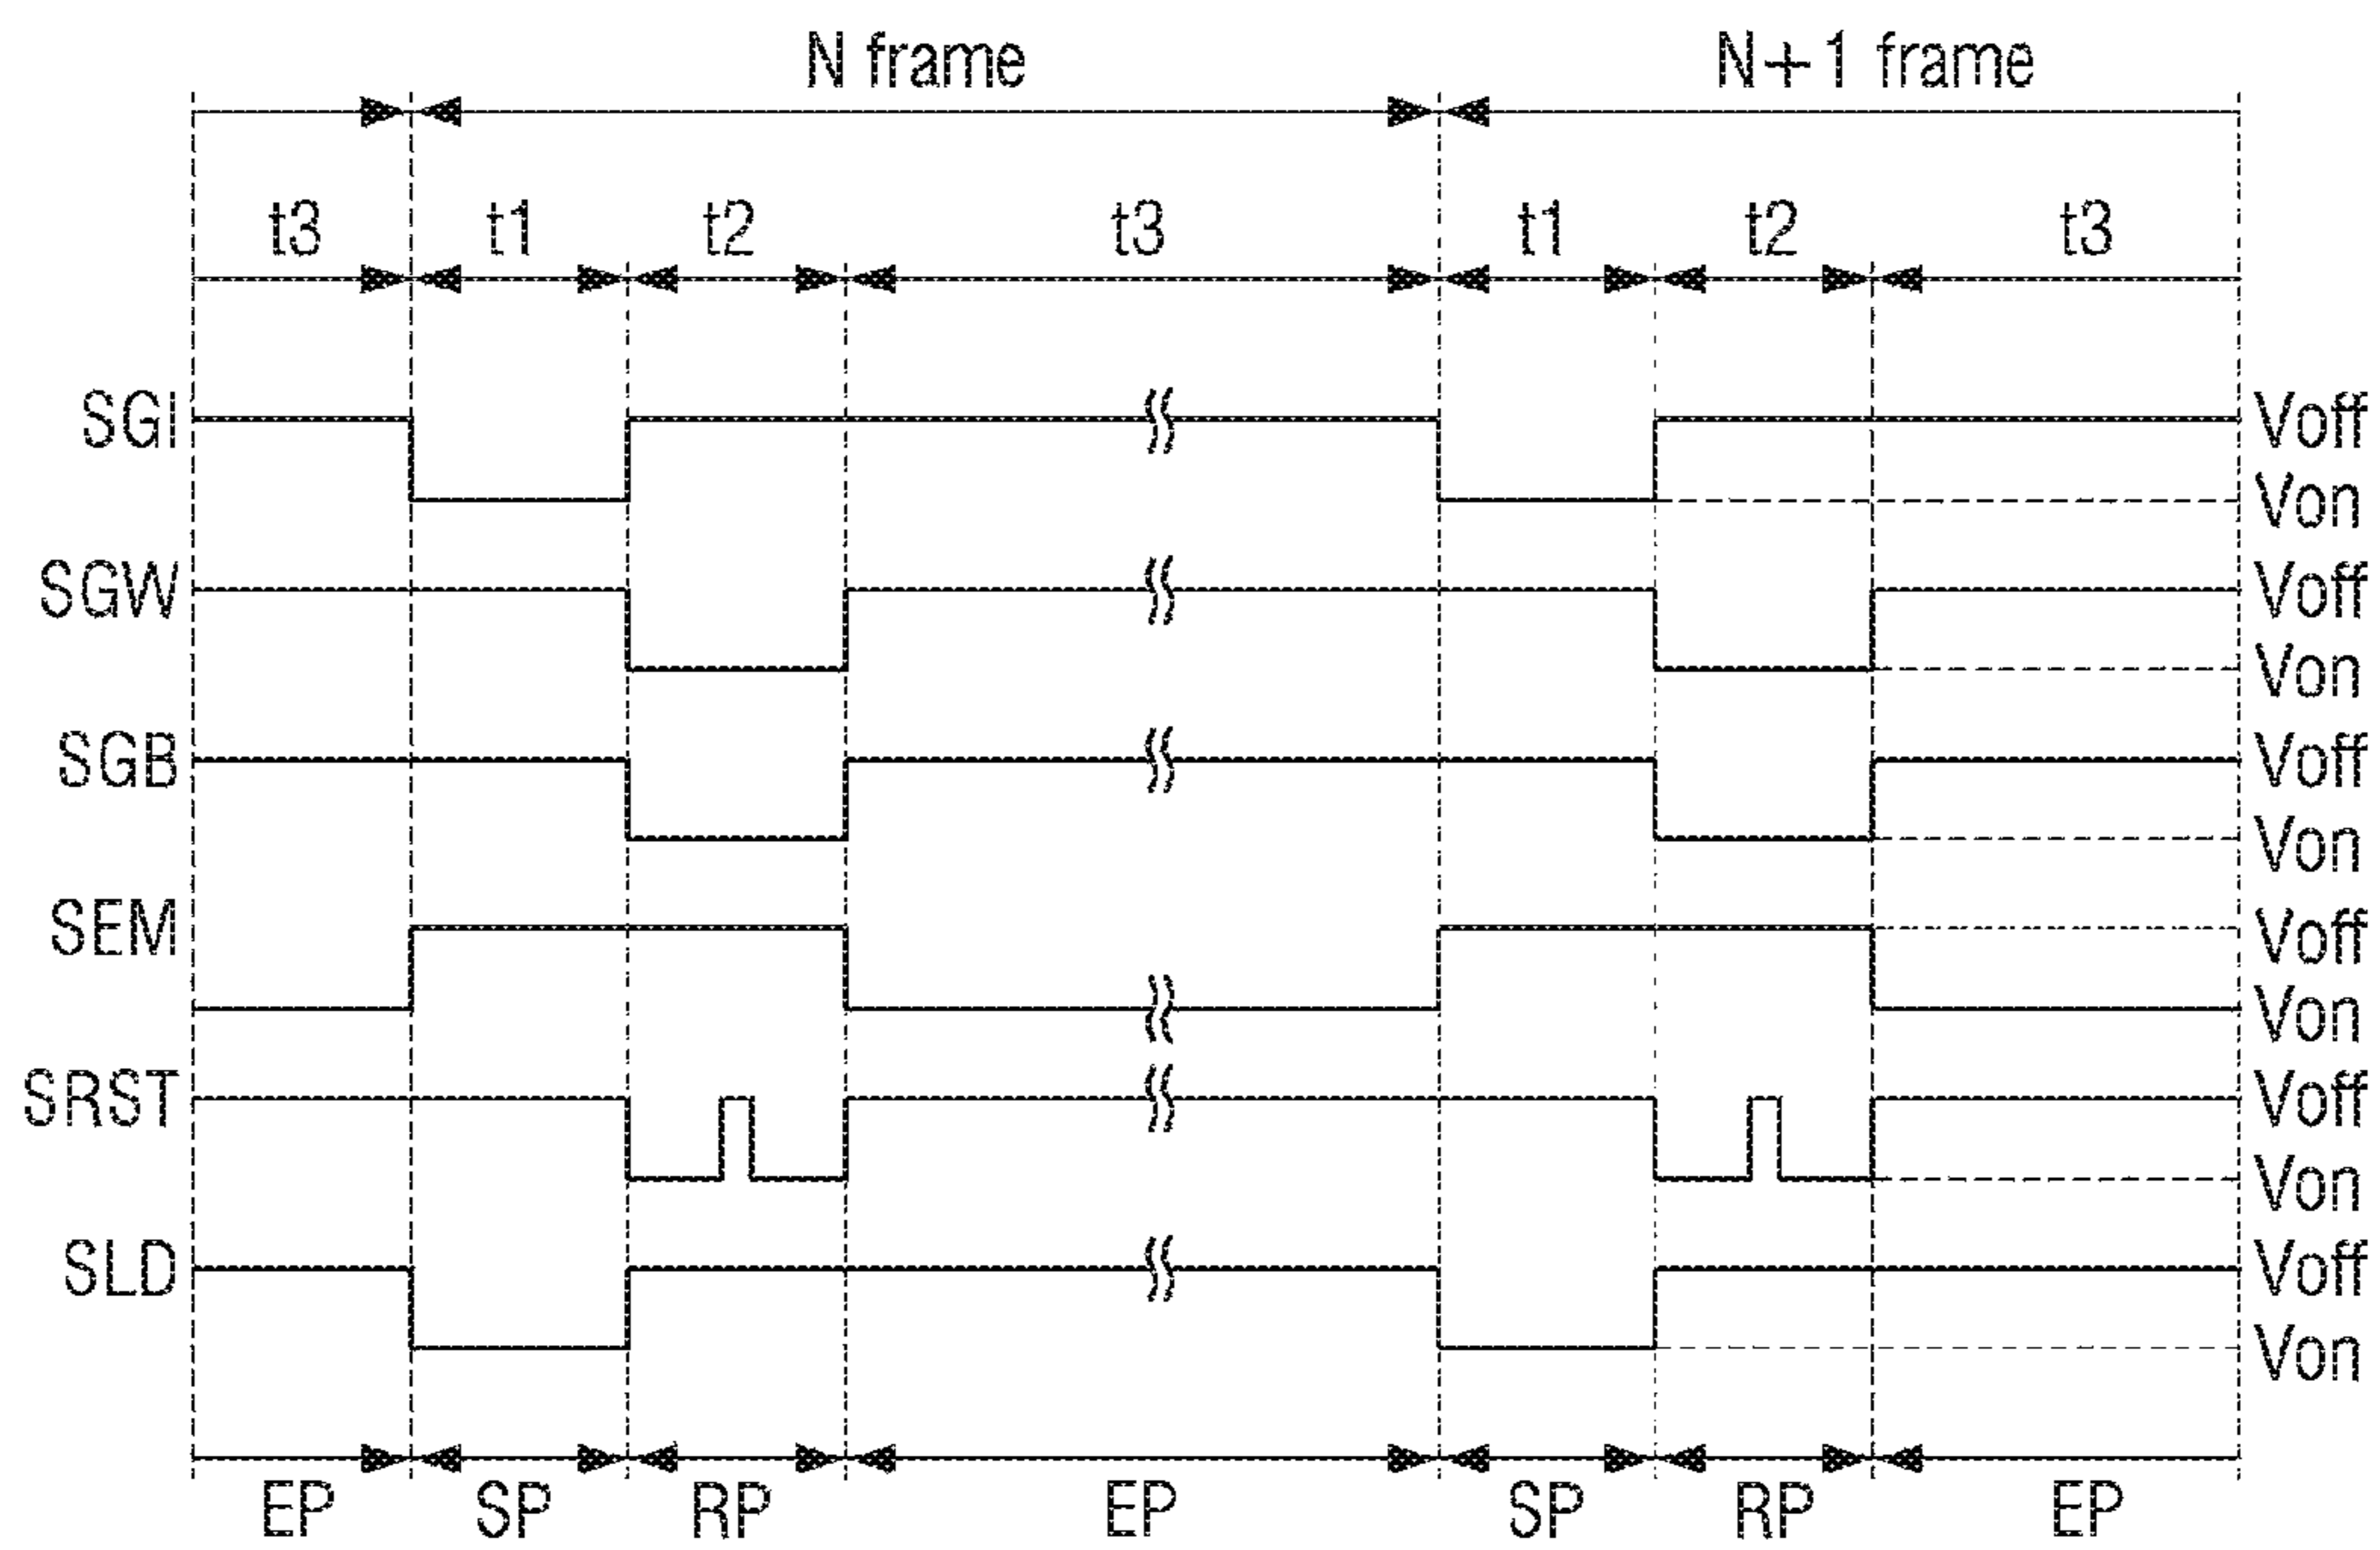 N frame N+1 frame
t3 t1 t2 t3 t1 t2 t3
SGI Voff
Von
SGW Voff
Von
SGB Voff
Von
SEM Voff
Von
SRST Voff
Von
SLD Voff
Von
EP SP RP EP SP RP EP